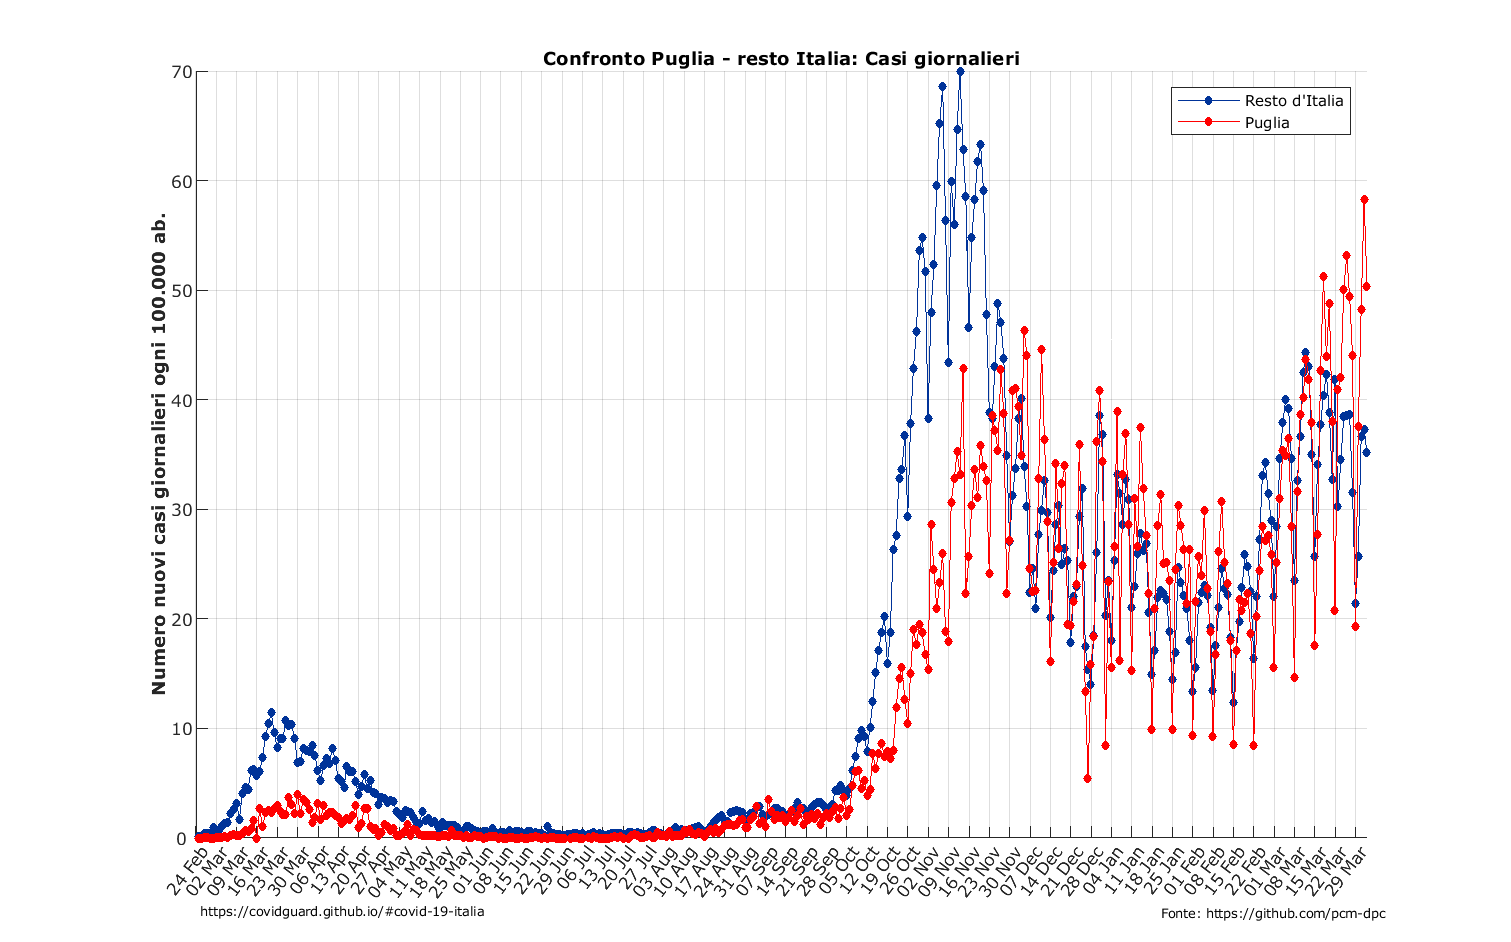 Confronto Puglia - resto Italia: Casi giornalieri
Resto d'Italia
Puglia
Numero nuovi casi giornalieri ogni 100.000 ab.
70
60
50
40
30
20
10
0
24 Feb
02 Mar
09 Mar
16 Mar
23 Mar
30 Mar
06 Apr
13 Apr
20 Apr
27 Apr
04 May
11 May
18 May
25 May
01 Jun
08 Jun
15 Jun
22 Jun
29 Jun
06 Jul
13 Jul
20 Jul
27 Jul
03 Aug
10 Aug
17 Aug
24 Aug
31 Aug
07 Sep
14 Sep
21 Sep
28 Sep
05 Oct
12 Oct
19 Oct
26 Oct
02 Nov
09 Nov
16 Nov
23 Nov
30 Nov
07 Dec
14 Dec
21 Dec
28 Dec
04 Jan
11 Jan
18 Jan
25 Jan
01 Feb
08 Feb
15 Feb
22 Feb
01 Mar
08 Mar
15 Mar
22 Mar
29 Mar
https://covidguard.github.io/#covid-19-italia
Fonte: https://github.com/pcm-dpc